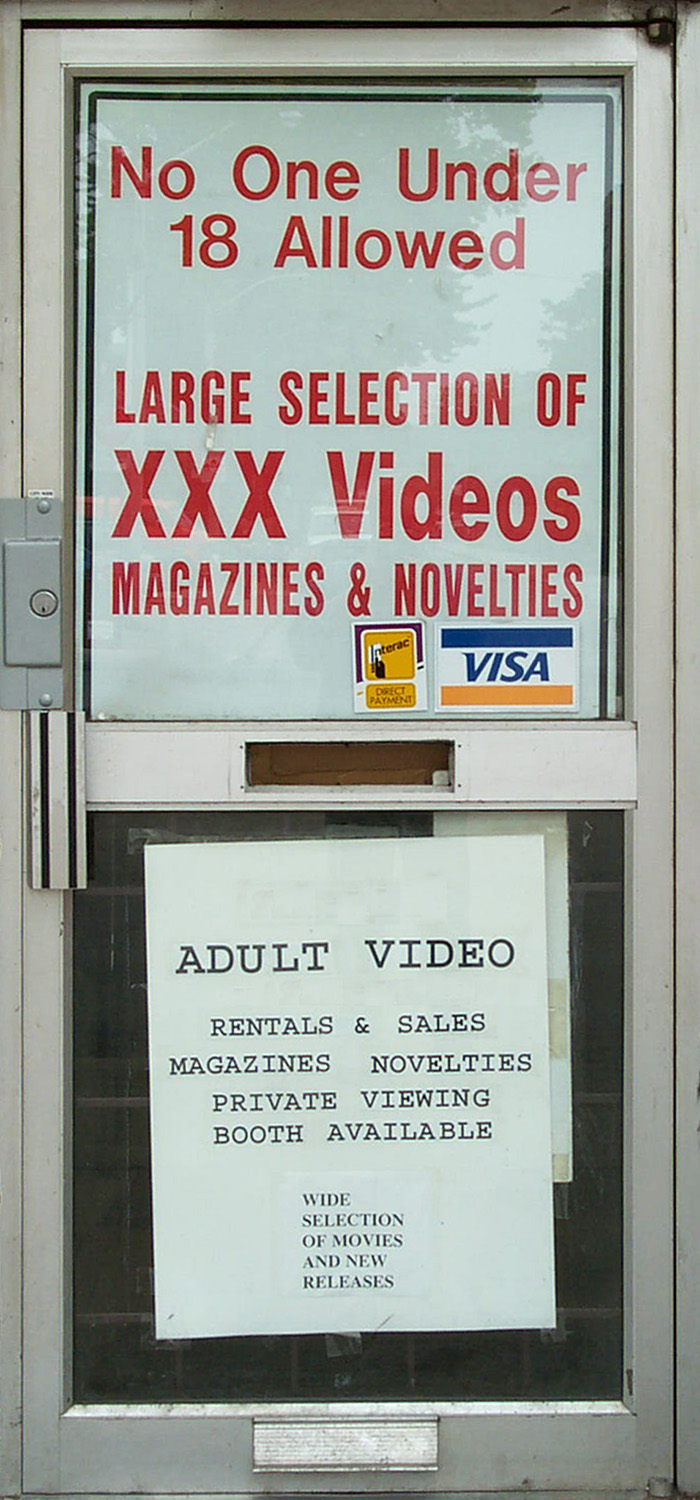 No One Under
18 Allowed
LARGE SELECTION OF
XXX Videos
MAGAZINES & NOVELTIES
Interac
DIRECT
PAYMENT
VISA
ADULT VIDEO
RENTALS & SALES
MAGAZINES NOVELTIES
PRIVATE VIEWING
BOOTH AVAILABLE
WIDE
SELECTION
OF MOVIES
AND NEW
RELEASES